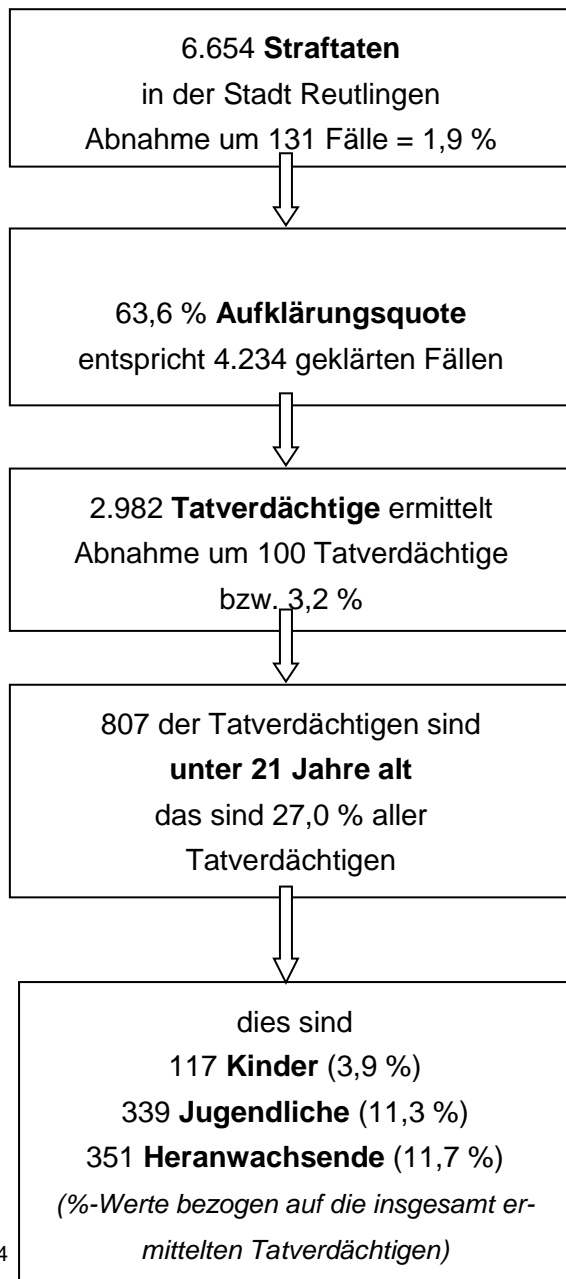 6.654 Straftaten
in der Stadt Reutlingen
Abnahme um 131 Fälle = 1,9 %
63,6 % Aufklärungsquote
entspricht 4.234 geklärten Fällen
2.982 Tatverdächtige ermittelt
Abnahme um 100 Tatverdächtige
bzw. 3,2 %
807 der Tatverdächtigen sind
unter 21 Jahre alt
das sind 27,0 % aller
Tatverdächtigen
dies sind
117 Kinder (3,9 %)
339 Jugendliche (11,3 %)
351 Heranwachsende (11,7 %)
(%-Werte bezogen auf die insgesamt er-
mittelten Tatverdächtigen)
4